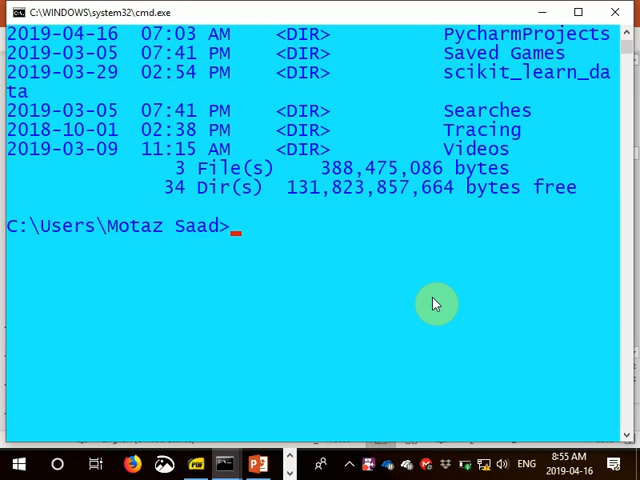 C:\WINDOWS\system32\cmd.exe
2019-04-16 07:03 AM <DIR> PycharmProjects
2019-03-05 07:41 PM <DIR> Saved Games
2019-03-29 02:54 PM <DIR> scikit_learn_da
ta
2019-03-05 07:41 PM <DIR> Searches
2018-10-01 02:38 PM <DIR> Tracing
2019-03-09 11:15 AM <DIR> Videos
3 File(s) 388,475,086 bytes
34 Dir(s) 131,823,857,664 bytes free
C:\Users\Motaz Saad>
ENG
8:55 AM
2019-04-16